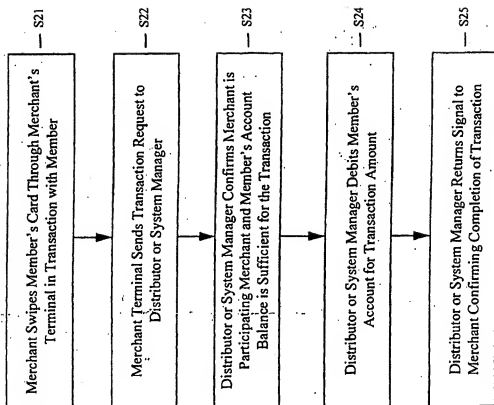 Merchant Swipes Member's Card Through Merchant's
Terminal in Transaction with Member
S21
Merchant Terminal Sends Transaction Request to
Distributor or System Manager
S22
Distributor or System Manager Confirms Merchant is
Participating Merchant and Member's Account
Balance is Sufficient for the Transaction
S23
Distributor or System Manager Debits Member's
Account for Transaction Amount
S24
Distributor or System Manager Returns Signal to
Merchant Confirming Completion of Transaction
S25